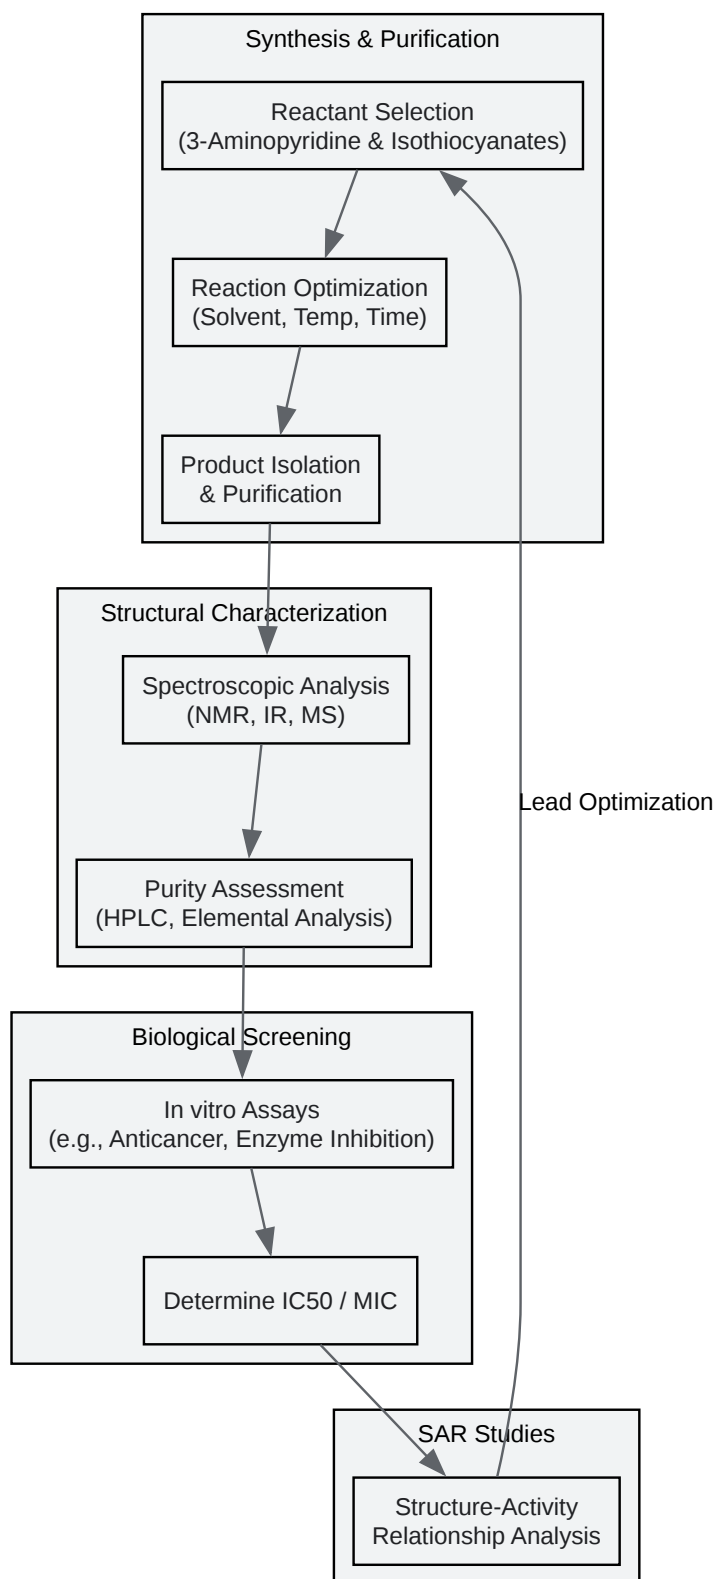 Synthesis & Purification
Reactant Selection
(3-Aminopyridine & Isothiocyanates)
Reaction Optimization
(Solvent, Temp, Time)
Product Isolation
& Purification
Structural Characterization
Spectroscopic Analysis
(NMR, IR, MS)
Lead Optimization
Purity Assessment
(HPLC, Elemental Analysis)
Biological Screening
In vitro Assays
(e.g., Anticancer, Enzyme Inhibition)
Determine IC50 / MIC
SAR Studies
Structure-Activity
Relationship Analysis